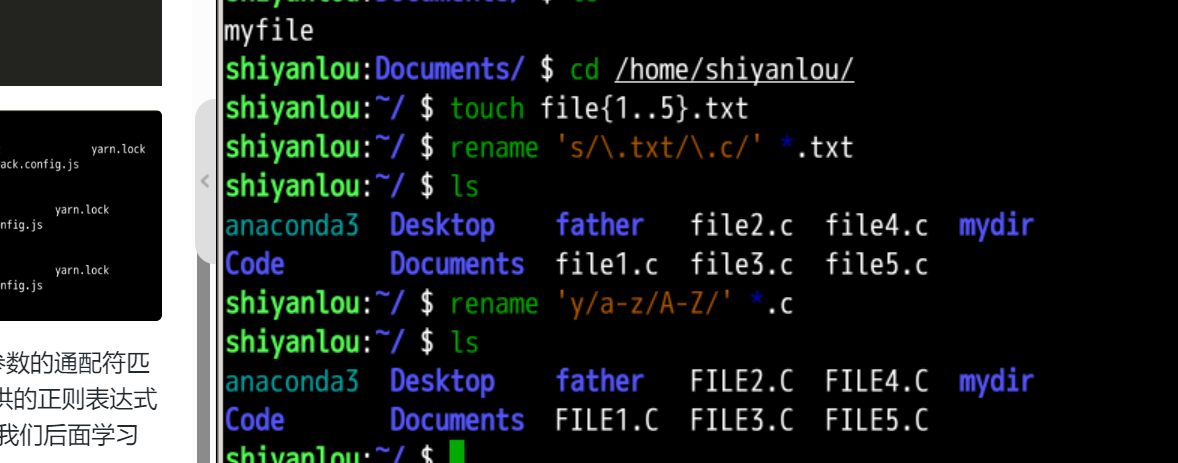 yarn.lock
ack.config.js
yarn.lock
nfig.js
yarn.lock
nfig.js
参数的通配符匹
供的正则表达式
我们后面学习
myfile
shiyanlou:Documents/ $ cd /home/shiyanlou/
shiyanlou:~/ $ touch file{1..5}.txt
shiyanlou:~/ $ rename 's/\.txt/\.c/' *.txt
shiyanlou:~/ $ ls
anaconda3 Desktop father file2.c file4.c mydir
Code Documents file1.c file3.c file5.c
shiyanlou:~/ $ rename 'y/a-z/A-Z/' *.c
shiyanlou:~/ $ ls
anaconda3 Desktop father FILE2.C FILE4.C mydir
Code Documents FILE1.C FILE3.C FILE5.C
shiyanlou:~/ $